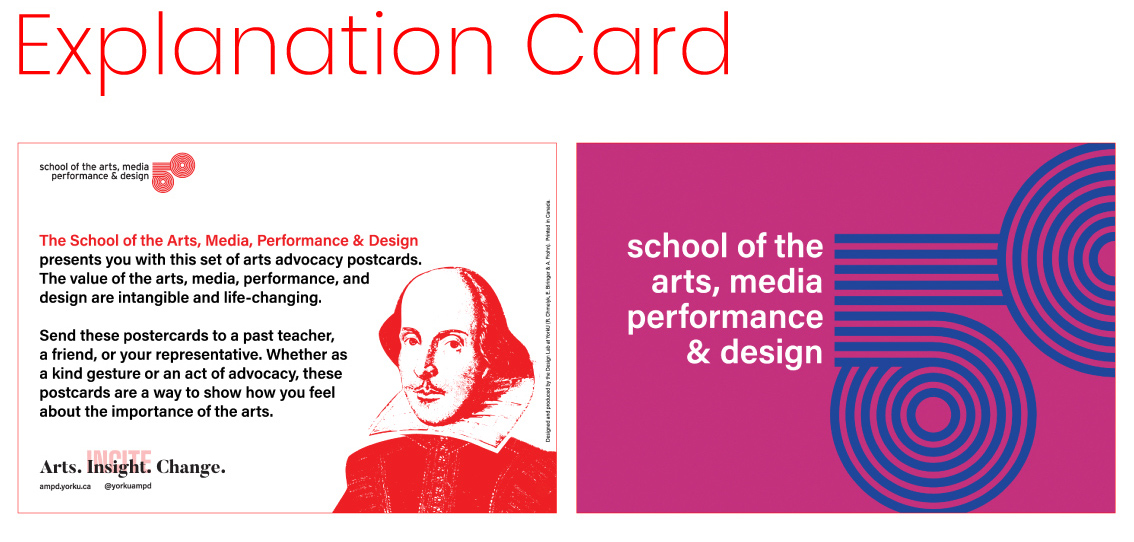 Explanation Card
school of the arts, media
performance & design
The School of the Arts, Media, Performance & Design
presents you with this set of arts advocacy postcards.
The value of the arts, media, performance, and
design are intangible and life-changing.
Send these postercards to a past teacher,
a friend, or your representative. Whether as
a kind gesture or an act of advocacy, these
postcards are a way to show how you feel
about the importance of the arts.
INCITE
Arts. Insight. Change.
ampd.yorku.ca @yorkuampd
Designed and produced by the Design Lab at YorkU
Printed in Canada
school of the
arts, media
performance
& design